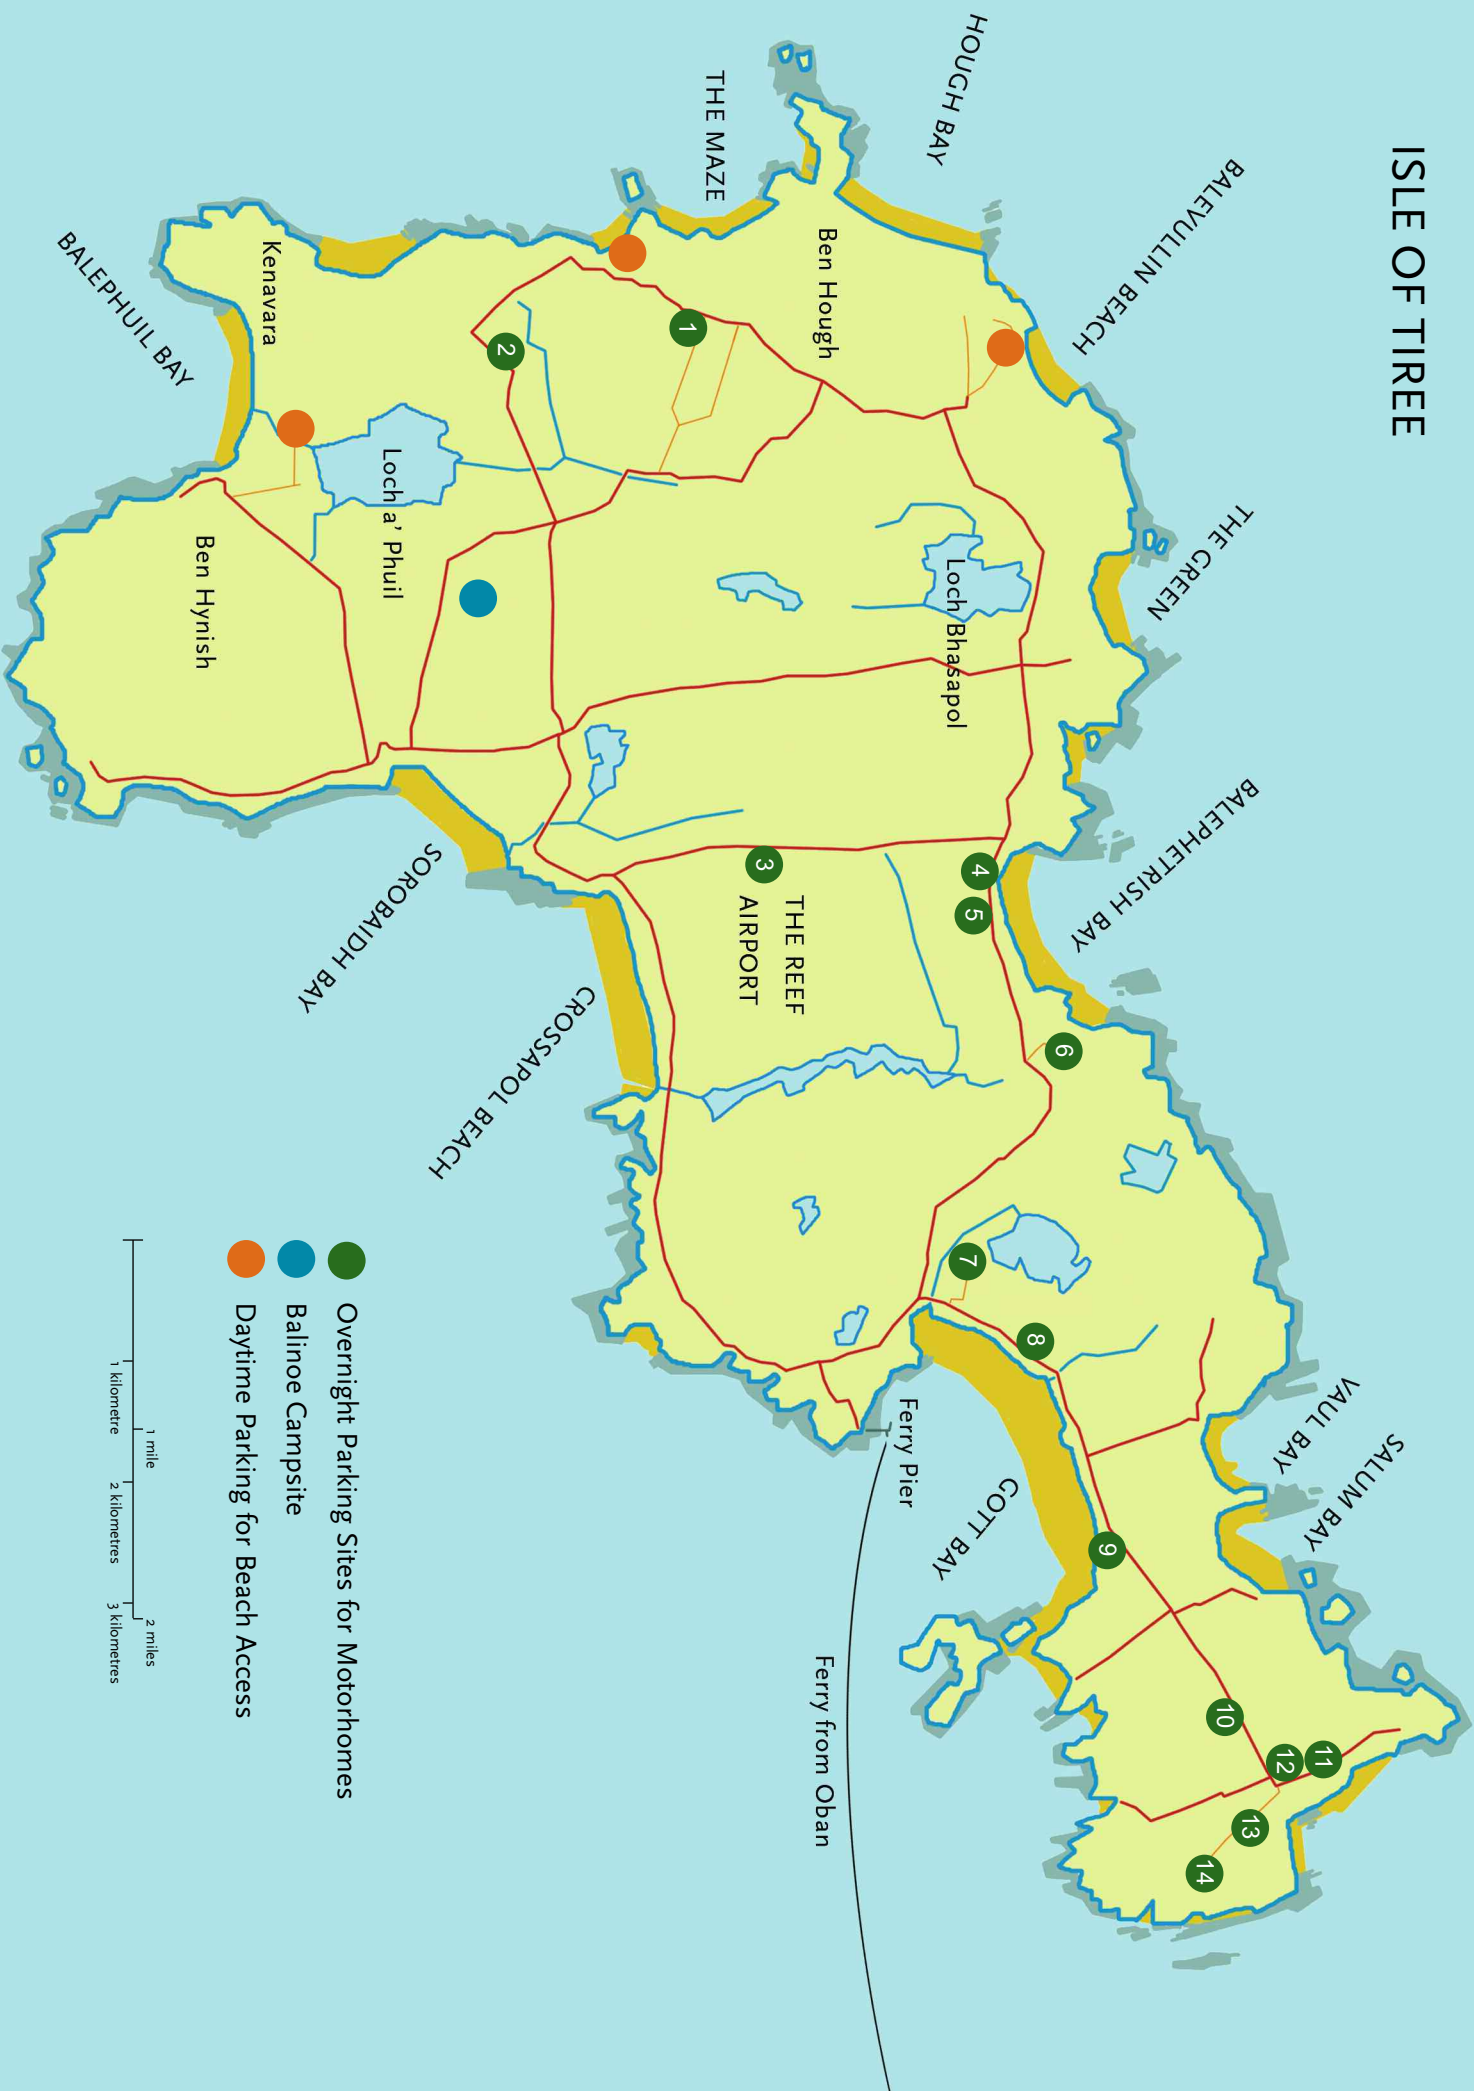 ISLE OF TIREE
HOUGH BAY
BALEVULLIN BEACH
THE GREEN
BALEPHETRISH BAY
VAUL BAY
SALUM BAY
THE MAZE
Ben Hough
Loch Bhasapol
Kenavara
BALEPHUIL BAY
Loch a' Phuil
Ben Hynish
SOROBAIDH BAY
CROSSAPOL BEACH
THE REEF
AIRPORT
GOTT BAY
Ferry Pier
Ferry from Oban
1
2
3
4
5
6
7
8
9
10
11
12
13
14
Overnight Parking Sites for Motorhomes
Balinoe Campsite
Daytime Parking for Beach Access
1 mile
2 miles
1 kilometre
2 kilometres
3 kilometres